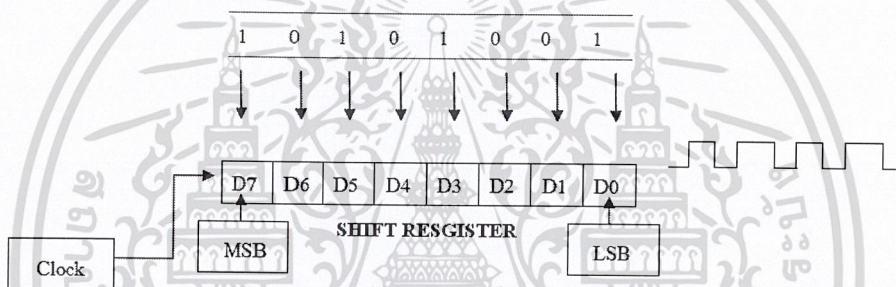 1 0 1 0 1 0 0 1
D7 D6 D5 D4 D3 D2 D1 D0
SHIFT RESGISTER
MSB
LSB
Clock